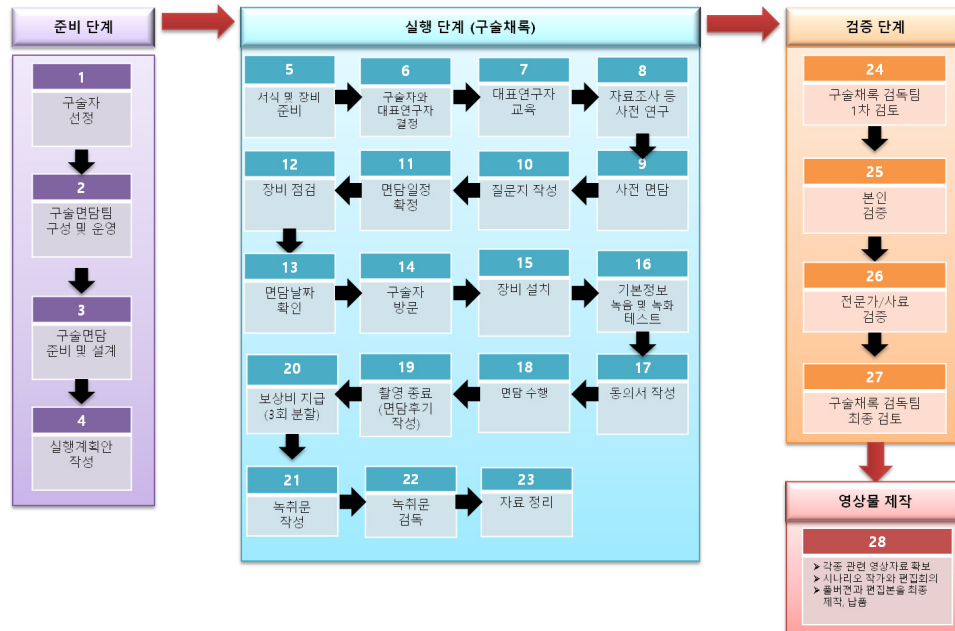 준비 단계
1
구술자
선정
2
구술면담팀
구성 및 운영
3
구술면담
준비 및 설계
4
실행계획안
작성
실행 단계 (구술채록)
5
서식 및 장비
준비
6
구술자와
대표연구자
결정
7
대표연구자
교육
8
자료조사 등
사전 연구
9
사전 면담
10
질문지 작성
11
면담일정
확정
12
장비 점검
13
면담날짜
확인
14
구술자
방문
15
장비 설치
16
기본정보
녹음 및 녹화
테스트
17
동의서 작성
18
면담 수행
19
촬영 종료
(면담후기
작성)
20
보상비 지급
(3회 분할)
21
녹취문
작성
22
녹취문
검독
23
자료 정리
검증 단계
24
구술채록 검독팀
1차 검토
25
본인
검증
26
전문가/사료
검증
27
구술채록 검독팀
최종 검토
영상물 제작
28
➤ 각종 관련 영상자료 확보
➤ 시나리오 작가와 편집회의
➤ 풀버젼과 편집본을 최종
제작, 납품